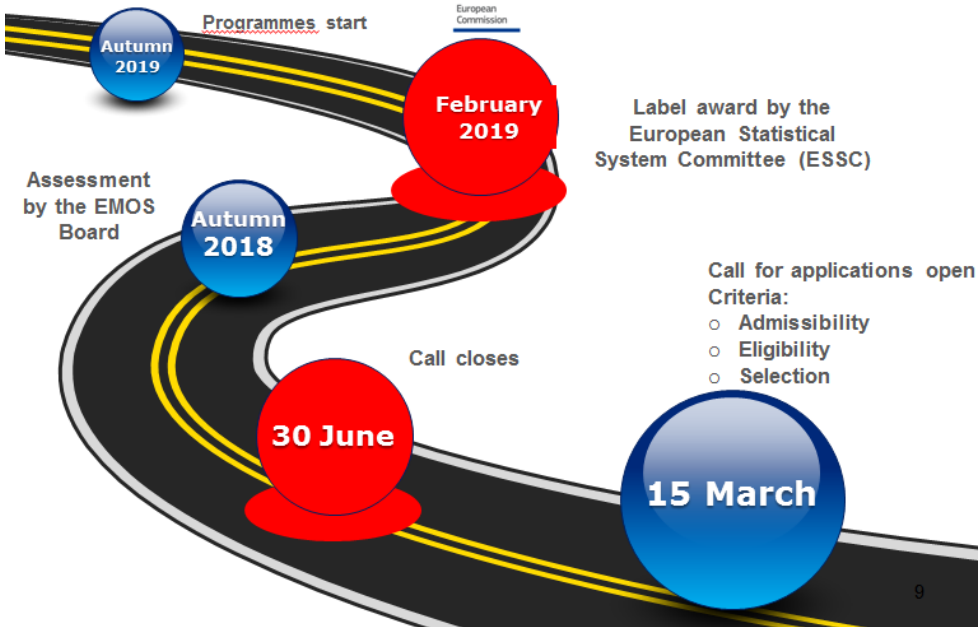 European
Commission
Programmes start
Autumn
2019
February
2019
Label award by the
European Statistical
System Committee (ESSC)
Assessment
by the EMOS
Board
Autumn
2018
Call for applications open
Criteria:
o Admissibility
o Eligibility
o Selection
Call closes
30 June
15 March
9